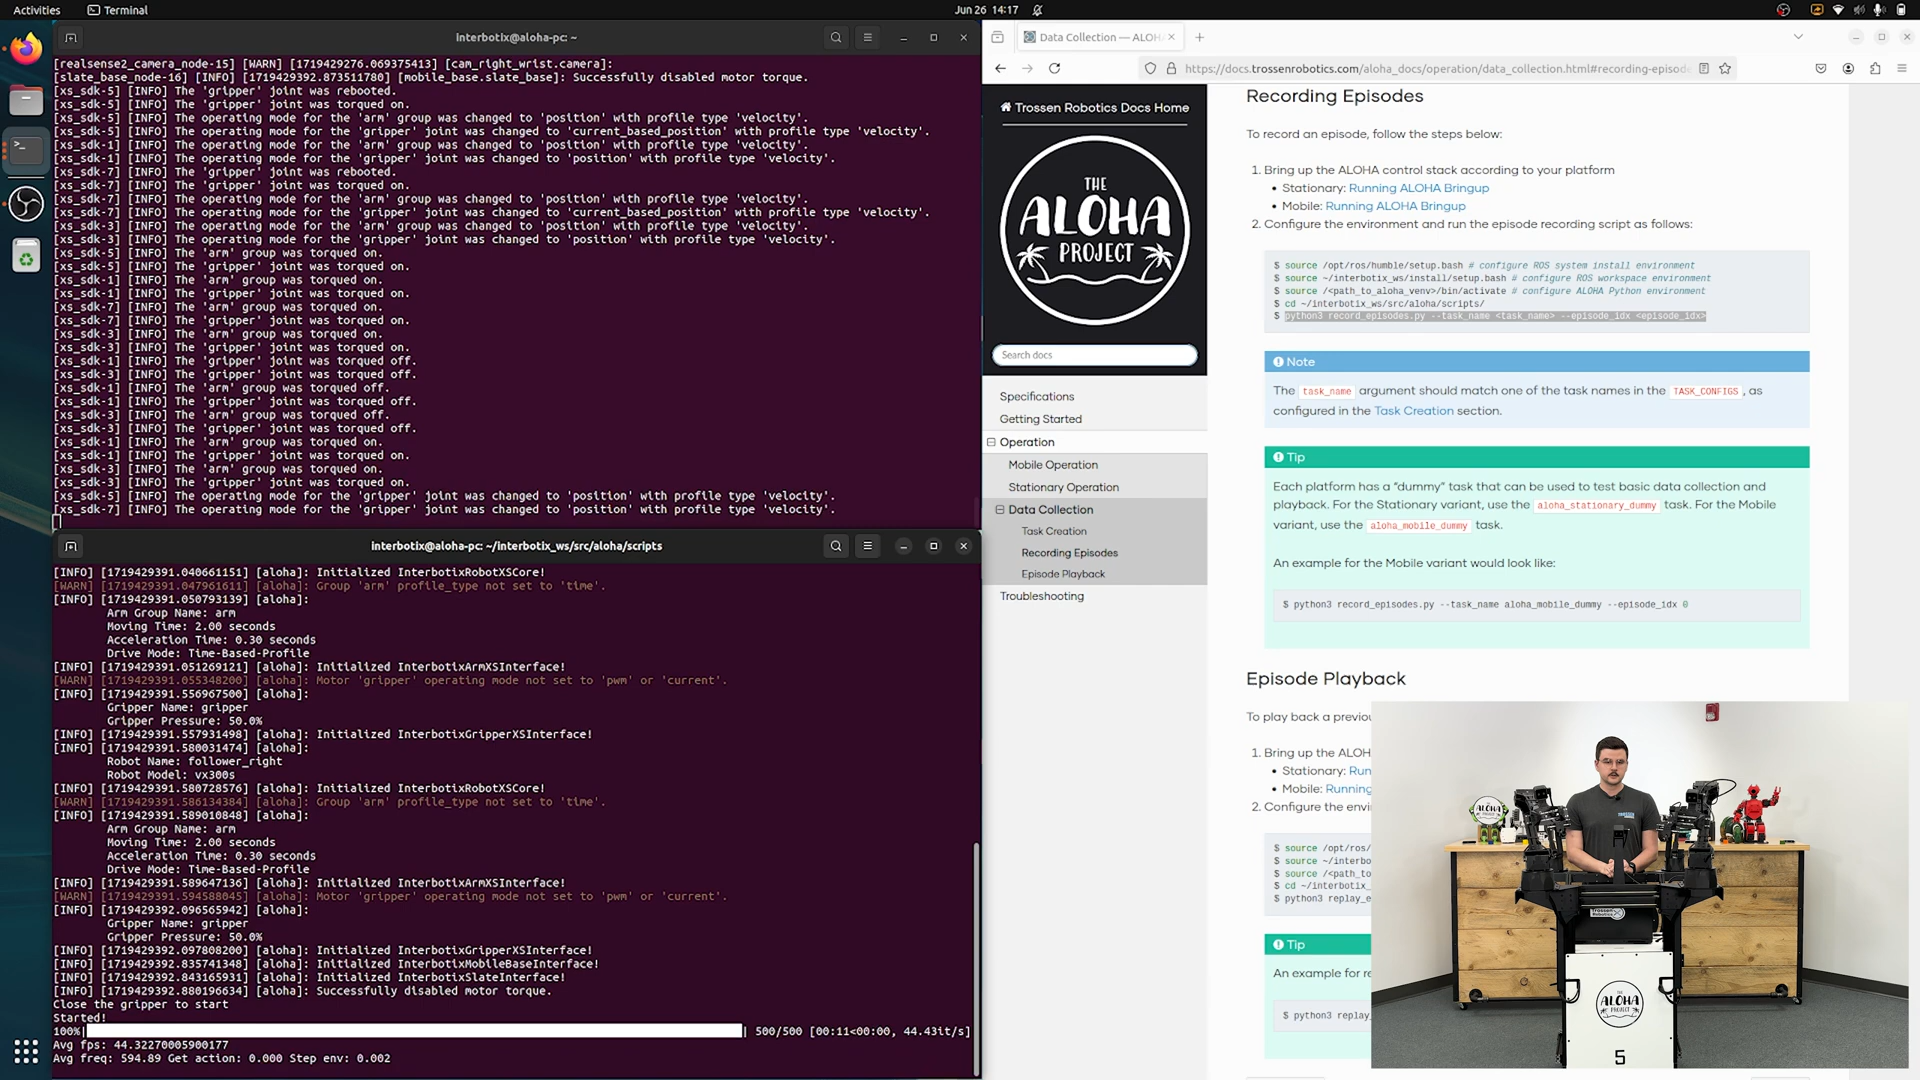 Activities
Terminal
Jun 26 14:17
interbotix@aloha-pc: ~
[realsense2_camera_node-15] [WARN] [1719429276.069375413] [cam_right_wrist.camera]:
[slate_base_node-16] [INFO] [1719429392.873511780] [mobile_base.slate_base]: Successfully disabled motor torque.
[xs_sdk-5] [INFO] The 'gripper' joint was rebooted.
[xs_sdk-5] [INFO] The 'gripper' joint was torqued on.
[xs_sdk-5] [INFO] The operating mode for the 'arm' group was changed to 'position' with profile type 'velocity'.
[xs_sdk-5] [INFO] The operating mode for the 'gripper' joint was changed to 'current_based_position' with profile type 'velocity'.
[xs_sdk-1] [INFO] The operating mode for the 'arm' group was changed to 'position' with profile type 'velocity'.
[xs_sdk-1] [INFO] The operating mode for the 'gripper' joint was changed to 'position' with profile type 'velocity'.
[xs_sdk-7] [INFO] The 'gripper' joint was rebooted.
[xs_sdk-7] [INFO] The 'gripper' joint was torqued on.
[xs_sdk-7] [INFO] The operating mode for the 'arm' group was changed to 'position' with profile type 'velocity'.
[xs_sdk-7] [INFO] The operating mode for the 'gripper' joint was changed to 'current_based_position' with profile type 'velocity'.
[xs_sdk-3] [INFO] The operating mode for the 'arm' group was changed to 'position' with profile type 'velocity'.
[xs_sdk-3] [INFO] The operating mode for the 'gripper' joint was changed to 'position' with profile type 'velocity'.
[xs_sdk-5] [INFO] The 'arm' group was torqued on.
[xs_sdk-5] [INFO] The 'gripper' joint was torqued on.
[xs_sdk-1] [INFO] The 'arm' group was torqued on.
[xs_sdk-1] [INFO] The 'gripper' joint was torqued on.
[xs_sdk-7] [INFO] The 'arm' group was torqued on.
[xs_sdk-7] [INFO] The 'gripper' joint was torqued on.
[xs_sdk-3] [INFO] The 'arm' group was torqued on.
[xs_sdk-3] [INFO] The 'gripper' joint was torqued on.
[xs_sdk-1] [INFO] The 'gripper' joint was torqued off.
[xs_sdk-3] [INFO] The 'gripper' joint was torqued off.
[xs_sdk-1] [INFO] The 'arm' group was torqued off.
[xs_sdk-1] [INFO] The 'gripper' joint was torqued off.
[xs_sdk-3] [INFO] The 'arm' group was torqued off.
[xs_sdk-3] [INFO] The 'gripper' joint was torqued off.
[xs_sdk-1] [INFO] The 'arm' group was torqued on.
[xs_sdk-1] [INFO] The 'gripper' joint was torqued on.
[xs_sdk-3] [INFO] The 'arm' group was torqued on.
[xs_sdk-3] [INFO] The 'gripper' joint was torqued on.
[xs_sdk-5] [INFO] The operating mode for the 'gripper' joint was changed to 'position' with profile type 'velocity'.
[xs_sdk-7] [INFO] The operating mode for the 'gripper' joint was changed to 'position' with profile type 'velocity'.
interbotix@aloha-pc: ~/interbotix_ws/src/aloha/scripts
[INFO] [1719429391.040661151] [aloha]: Initialized InterbotixRobotXSCore!
[WARN] [1719429391.047961611] [aloha]: Group 'arm' profile_type not set to 'time'.
[INFO] [1719429391.050793139] [aloha]:
Arm Group Name: arm
Moving Time: 2.00 seconds
Acceleration Time: 0.30 seconds
Drive Mode: Time-Based-Profile
[INFO] [1719429391.051269121] [aloha]: Initialized InterbotixArmXSInterface!
[WARN] [1719429391.055348200] [aloha]: Motor 'gripper' operating mode not set to 'pwm' or 'current'.
[INFO] [1719429391.556967500] [aloha]:
Gripper Name: gripper
Gripper Pressure: 50.0%
[INFO] [1719429391.557931498] [aloha]: Initialized InterbotixGripperXSInterface!
[INFO] [1719429391.580031474] [aloha]:
Robot Name: follower_right
Robot Model: vx300s
[INFO] [1719429391.580728576] [aloha]: Initialized InterbotixRobotXSCore!
[WARN] [1719429391.586134384] [aloha]: Group 'arm' profile_type not set to 'time'.
[INFO] [1719429391.589010848] [aloha]:
Arm Group Name: arm
Moving Time: 2.00 seconds
Acceleration Time: 0.30 seconds
Drive Mode: Time-Based-Profile
[INFO] [1719429391.589647136] [aloha]: Initialized InterbotixArmXSInterface!
[WARN] [1719429391.594588045] [aloha]: Motor 'gripper' operating mode not set to 'pwm' or 'current'.
[INFO] [1719429392.096565942] [aloha]:
Gripper Name: gripper
Gripper Pressure: 50.0%
[INFO] [1719429392.097808200] [aloha]: Initialized InterbotixGripperXSInterface!
[INFO] [1719429392.835741348] [aloha]: Initialized InterbotixMobileBaseInterface!
[INFO] [1719429392.843165931] [aloha]: Initialized InterbotixSlateInterface!
[INFO] [1719429392.880196634] [aloha]: Successfully disabled motor torque.
Close the gripper to start
Started!
100%| | 500/500 [00:11<00:00, 44.43it/s]
Avg fps: 44.32270005900177
Avg freq: 594.89 Get action: 0.000 Step env: 0.002
Data Collection — ALOHA
https://docs.trossenrobotics.com/aloha_docs/operation/data_collection.html#recording-episode
Trossen Robotics Docs Home
THE
ALOHA
PROJECT
Search docs
Specifications
Getting Started
Operation
Mobile Operation
Stationary Operation
Data Collection
Task Creation
Recording Episodes
Episode Playback
Troubleshooting
Recording Episodes
To record an episode, follow the steps below:
1. Bring up the ALOHA control stack according to your platform
• Stationary: Running ALOHA Bringup
• Mobile: Running ALOHA Bringup
2. Configure the environment and run the episode recording script as follows:
$ source /opt/ros/humble/setup.bash # configure ROS system install environment
$ source ~/interbotix_ws/install/setup.bash # configure ROS workspace environment
$ source /<path_to_aloha_venv>/bin/activate # configure ALOHA Python environment
$ cd ~/interbotix_ws/src/aloha/scripts/
$ python3 record_episodes.py --task_name <task_name> --episode_idx <episode_idx>
Note
The task_name argument should match one of the task names in the TASK_CONFIGS, as
configured in the Task Creation section.
Tip
Each platform has a “dummy” task that can be used to test basic data collection and
playback. For the Stationary variant, use the aloha_stationary_dummy task. For the Mobile
variant, use the aloha_mobile_dummy task.
An example for the Mobile variant would look like:
$ python3 record_episodes.py --task_name aloha_mobile_dummy --episode_idx 0
Episode Playback
To play back a previou
1. Bring up the ALOH
• Stationary: Run
• Mobile: Running
2. Configure the envi
$ source /opt/ros/
$ source ~/interbo
$ source /<path_to
$ cd ~/interbotix_
$ python3 replay_e
Tip
An example for re
$ python3 replay_
ALOHA
THE
ALOHA
PROJECT
5